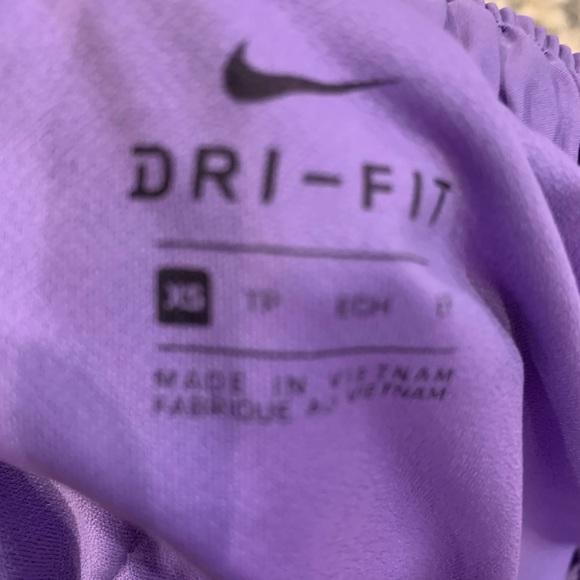 DRI-FIT
XS TP ECH
MADE IN VIETNAM
FABRIQUE AU VIETNAM